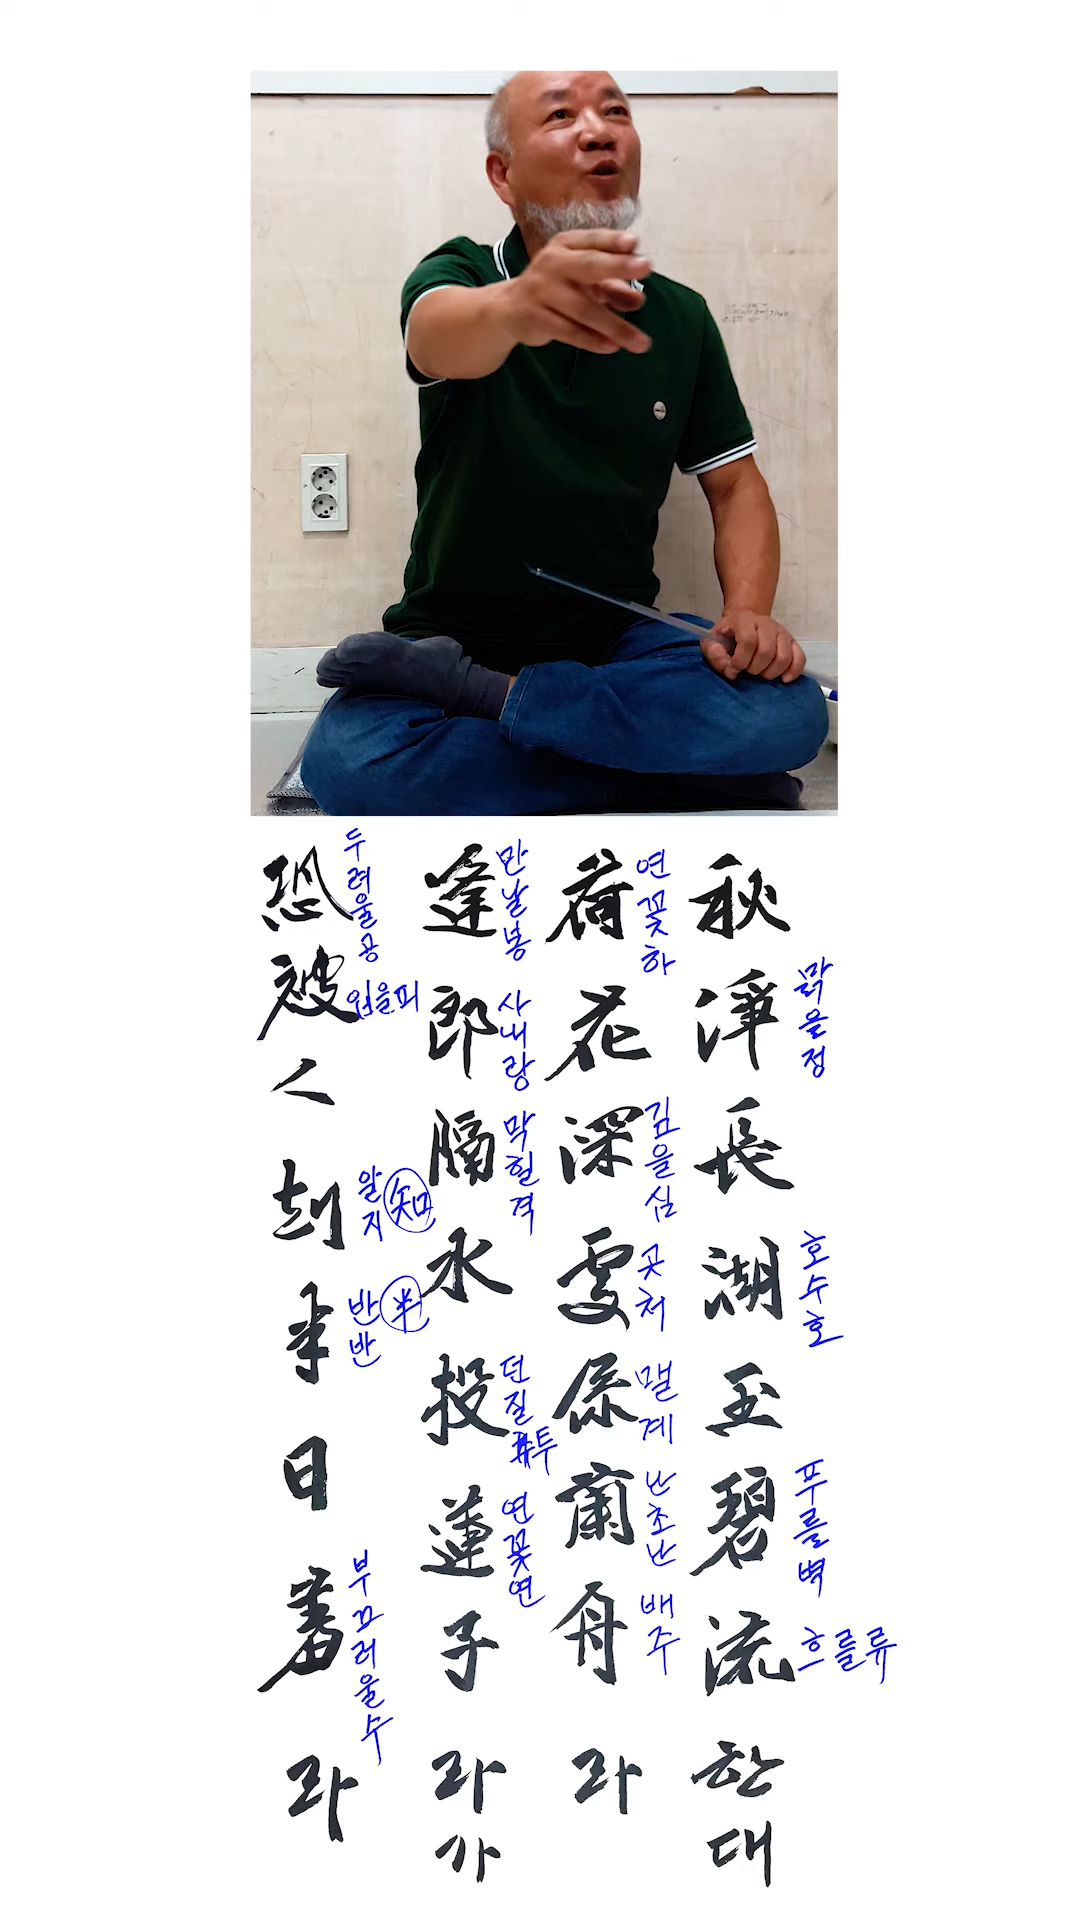 秋淨長湖玉碧流한대
맑을정
호수호
푸를벽
흐를류
荷花深處係蘭舟라
연꽃하
깊을심
곳처
맬계
난초난
배주
逢郎隔水投蓮子라가
만날봉
사내랑
막힐격
던질투
연꽃연
恐被人知半日羞라
두려울공
입을피
알지 知
반반 半
부끄러울수